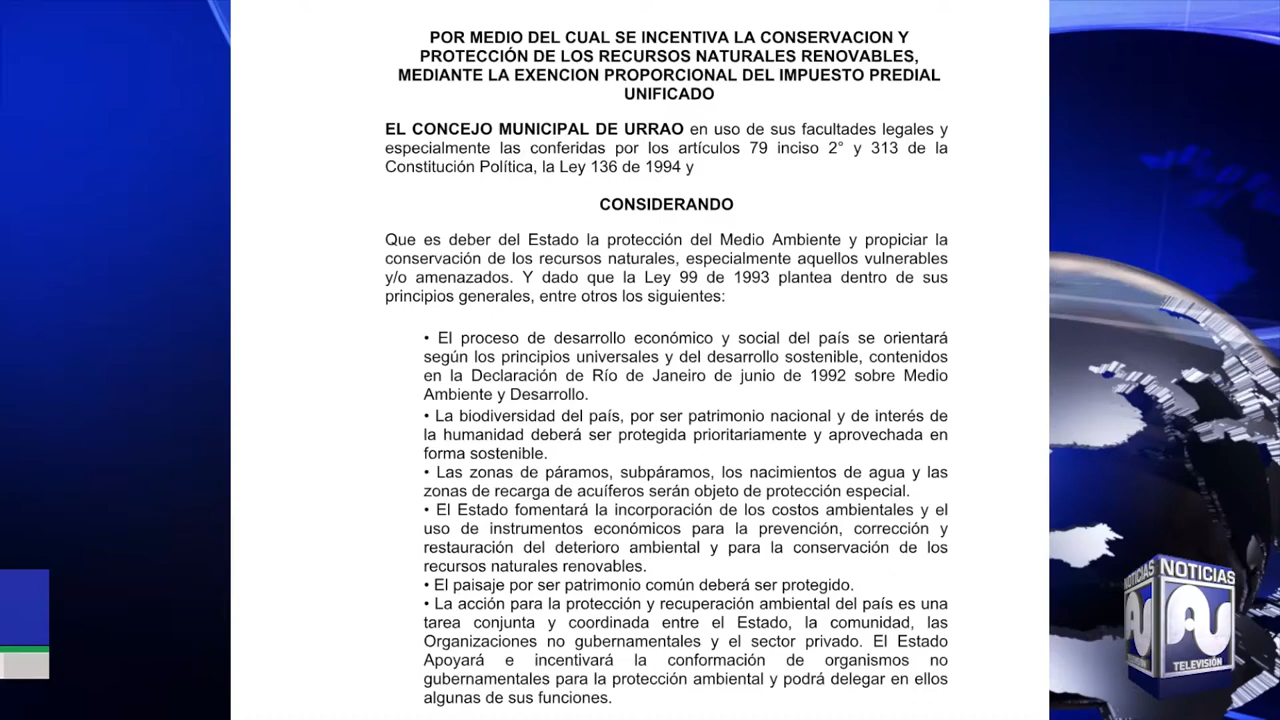 POR MEDIO DEL CUAL SE INCENTIVA LA CONSERVACION Y
PROTECCIÓN DE LOS RECURSOS NATURALES RENOVABLES,
MEDIANTE LA EXENCION PROPORCIONAL DEL IMPUESTO PREDIAL
UNIFICADO
EL CONCEJO MUNICIPAL DE URRAO en uso de sus facultades legales y
especialmente las conferidas por los artículos 79 inciso 2° y 313 de la
Constitución Política, la Ley 136 de 1994 y
CONSIDERANDO
Que es deber del Estado la protección del Medio Ambiente y propiciar la
conservación de los recursos naturales, especialmente aquellos vulnerables
y/o amenazados. Y dado que la Ley 99 de 1993 plantea dentro de sus
principios generales, entre otros los siguientes:
• El proceso de desarrollo económico y social del país se orientará
según los principios universales y del desarrollo sostenible, contenidos
en la Declaración de Río de Janeiro de junio de 1992 sobre Medio
Ambiente y Desarrollo.
• La biodiversidad del país, por ser patrimonio nacional y de interés de
la humanidad deberá ser protegida prioritariamente y aprovechada en
forma sostenible.
• Las zonas de páramos, subpáramos, los nacimientos de agua y las
zonas de recarga de acuíferos serán objeto de protección especial.
• El Estado fomentará la incorporación de los costos ambientales y el
uso de instrumentos económicos para la prevención, corrección y
restauración del deterioro ambiental y para la conservación de los
recursos naturales renovables.
• El paisaje por ser patrimonio común deberá ser protegido.
• La acción para la protección y recuperación ambiental del país es una
tarea conjunta y coordinada entre el Estado, la comunidad, las
Organizaciones no gubernamentales y el sector privado. El Estado
Apoyará e incentivará la conformación de organismos no
gubernamentales para la protección ambiental y podrá delegar en ellos
algunas de sus funciones.
NOTICIAS NOTICIAS
AU AU
TELEVISIÓN TELEVISIÓN